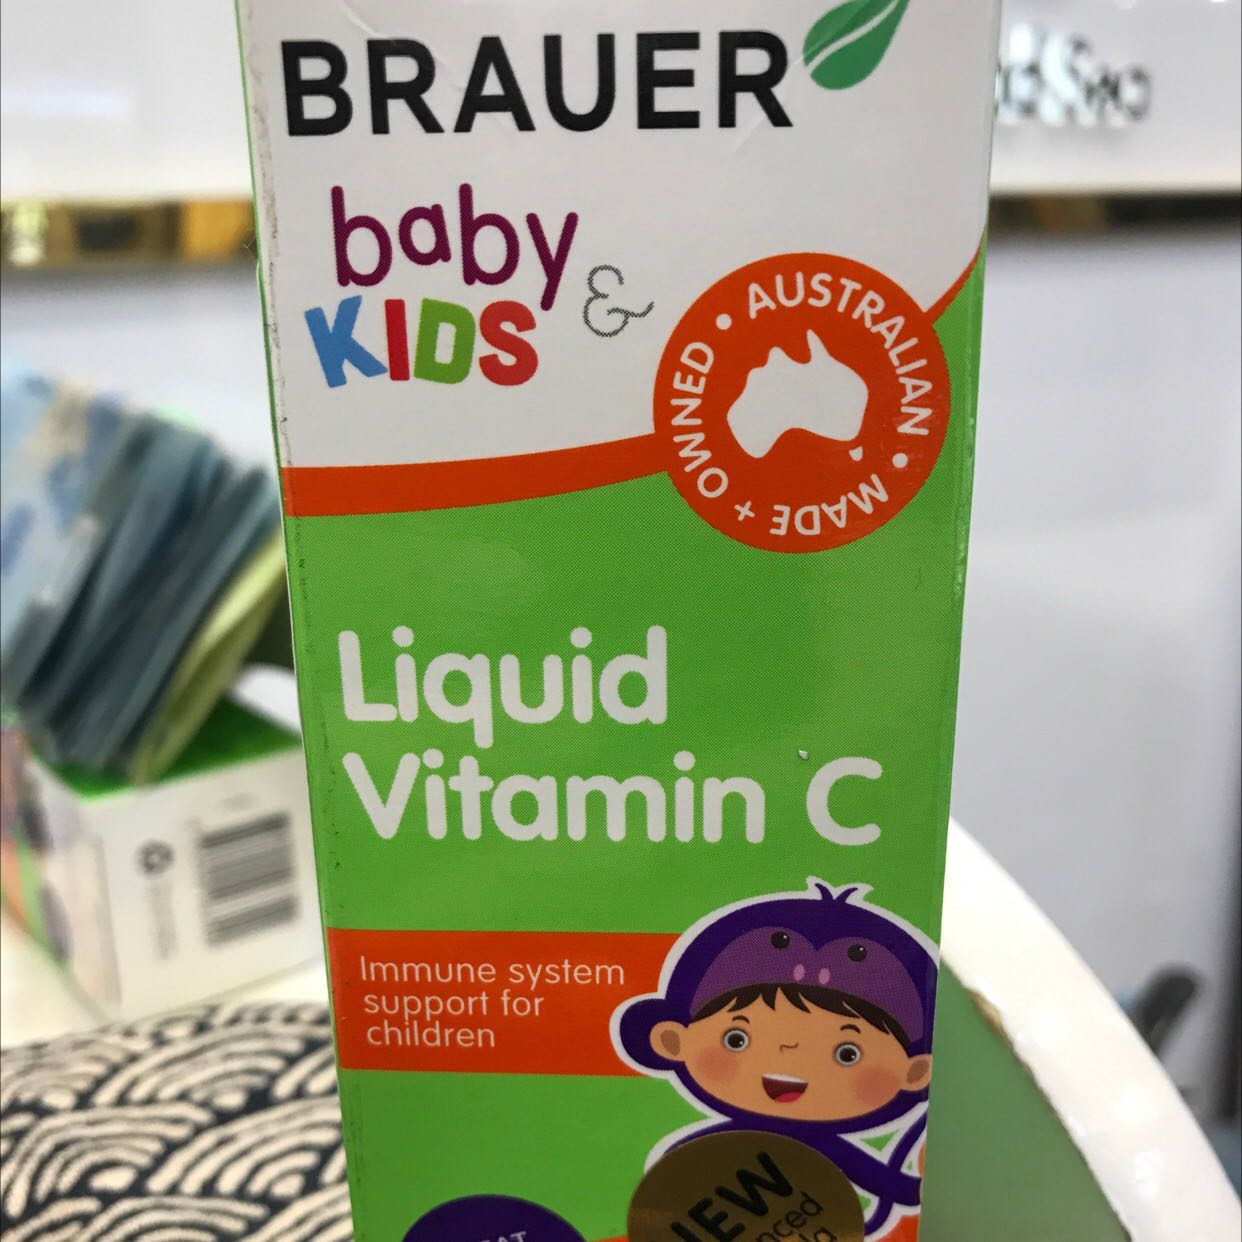 BRAUER
baby
KIDS &
AUSTRALIAN • MADE + OWNED •
Liquid
Vitamin C
Immune system
support for
children